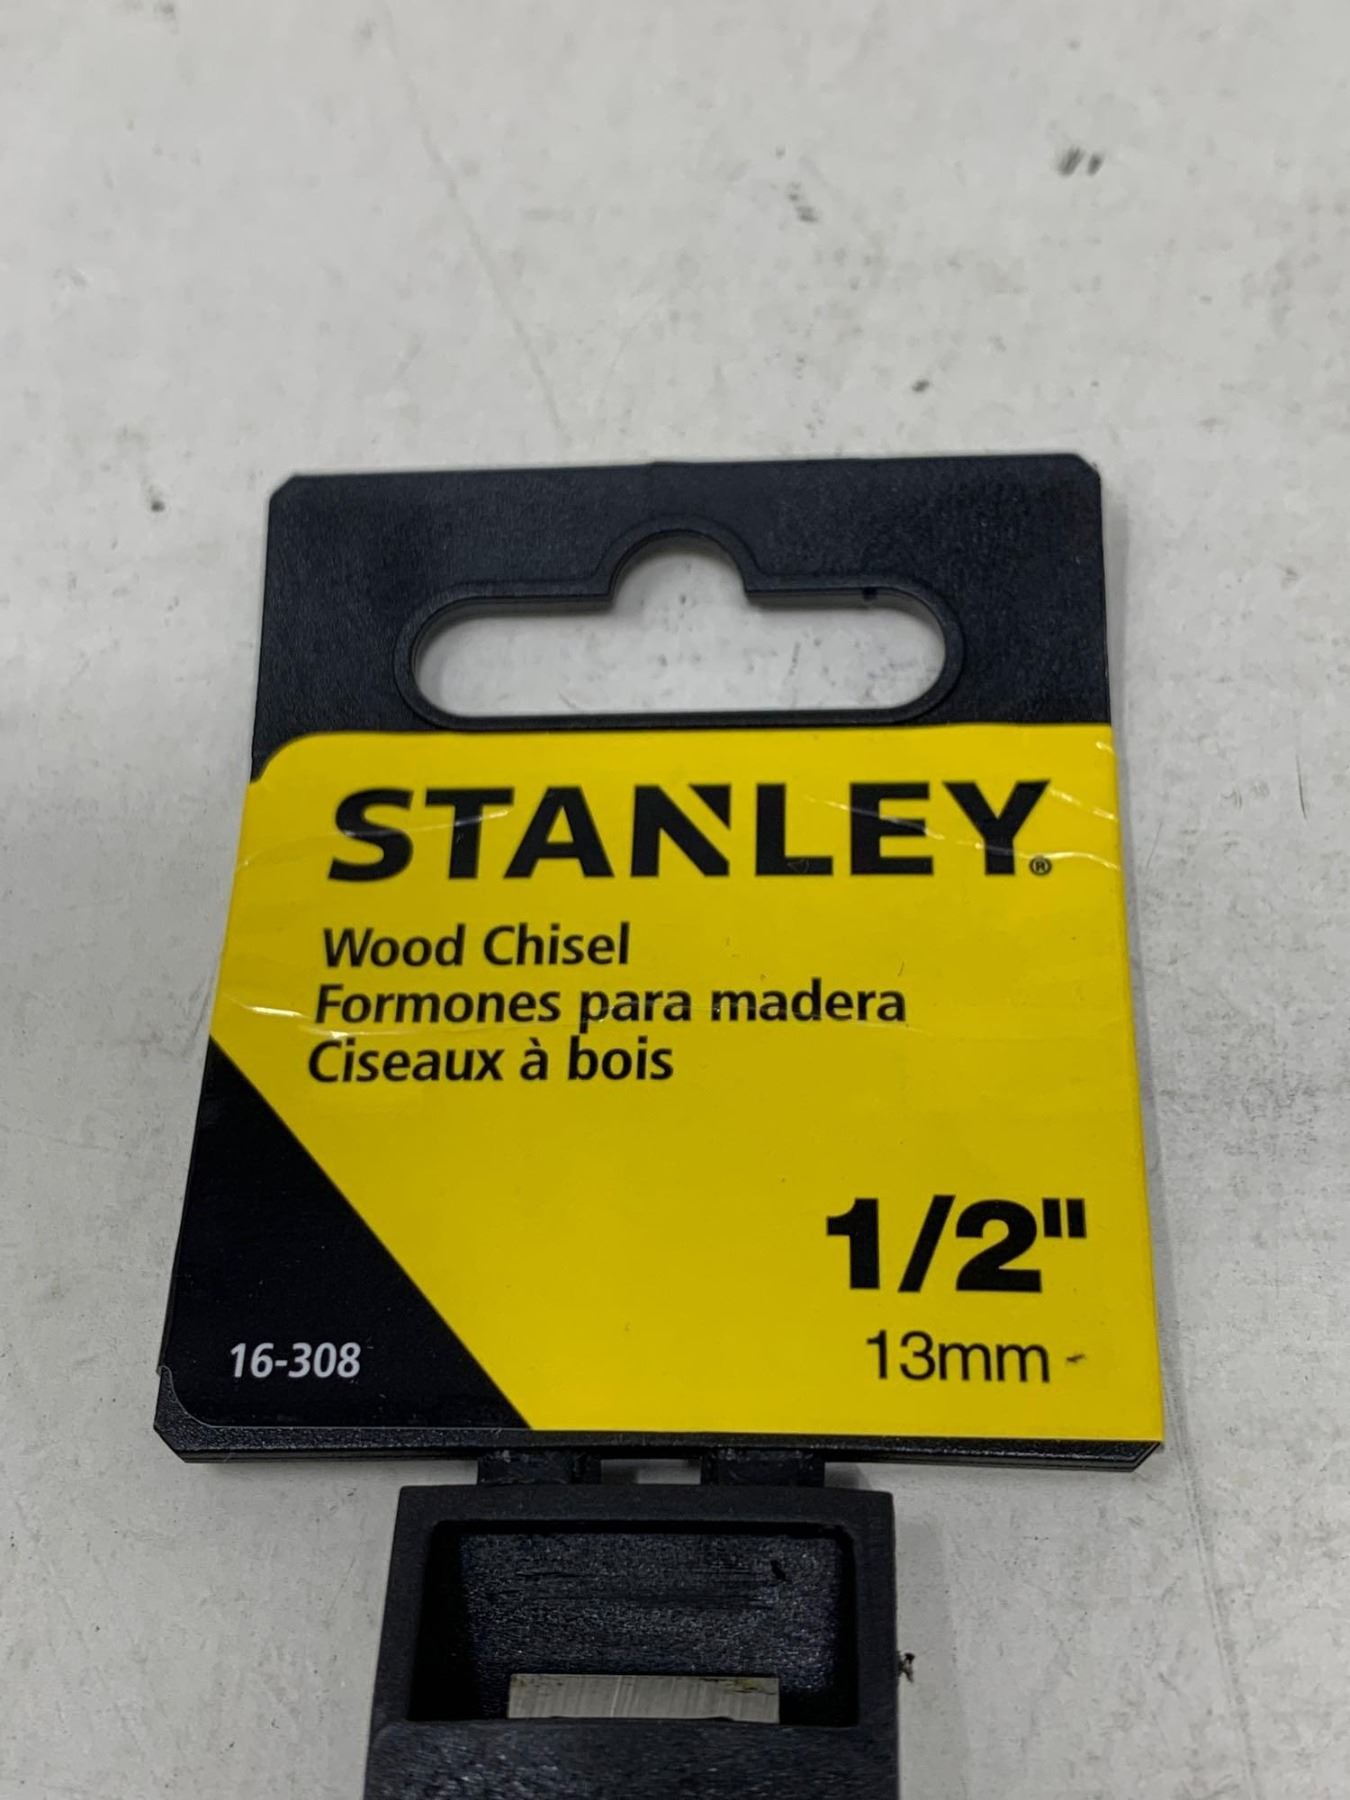 STANLEY®
Wood Chisel
Formones para madera
Ciseaux à bois
1/2"
13mm
16-308